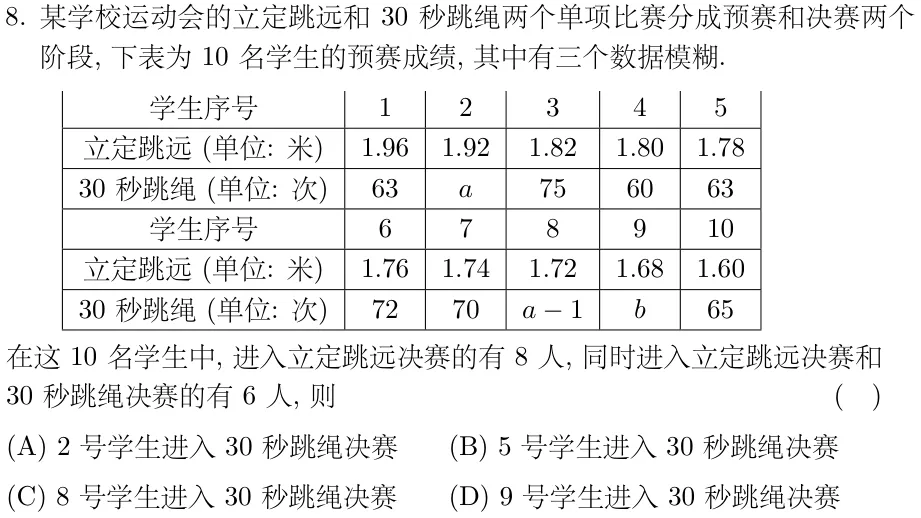 8. 某学校运动会的立定跳远和 30 秒跳绳两个单项比赛分成预赛和决赛两个
阶段, 下表为 10 名学生的预赛成绩, 其中有三个数据模糊.
学生序号 1 2 3 4 5
立定跳远 (单位: 米) 1.96 1.92 1.82 1.80 1.78
30 秒跳绳 (单位: 次) 63 a 75 60 63
学生序号 6 7 8 9 10
立定跳远 (单位: 米) 1.76 1.74 1.72 1.68 1.60
30 秒跳绳 (单位: 次) 72 70 a − 1 b 65
在这 10 名学生中, 进入立定跳远决赛的有 8 人, 同时进入立定跳远决赛和
30 秒跳绳决赛的有 6 人, 则 ( )
(A) 2 号学生进入 30 秒跳绳决赛 (B) 5 号学生进入 30 秒跳绳决赛
(C) 8 号学生进入 30 秒跳绳决赛 (D) 9 号学生进入 30 秒跳绳决赛